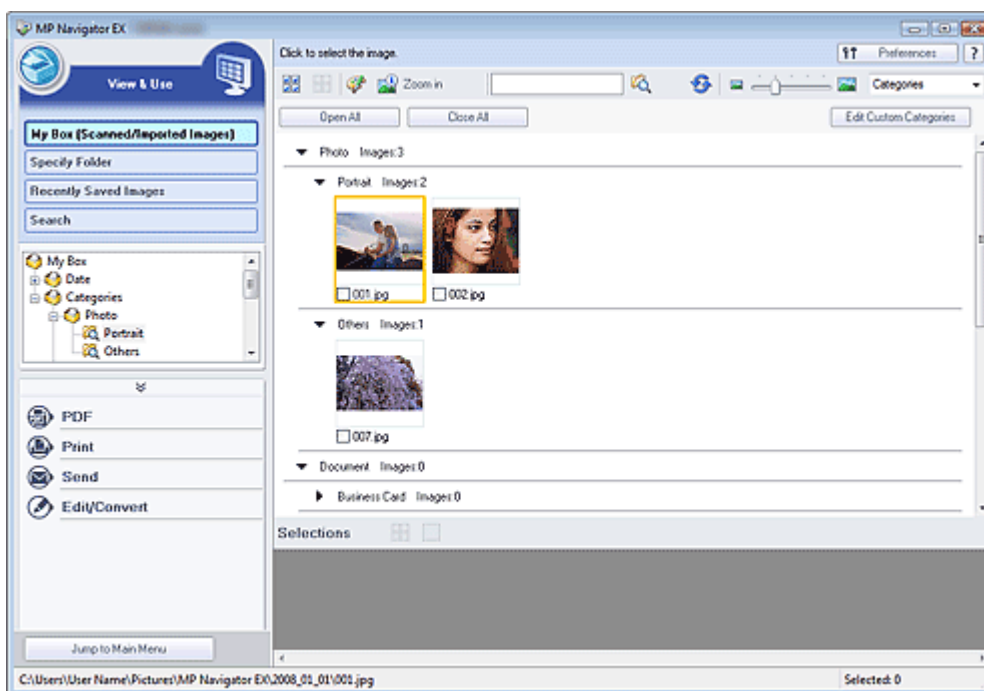 MP Navigator EX
View & Use
My Box (Scanned/Imported Images)
Specify Folder
Recently Saved Images
Search
My Box
Date
Categories
Photo
Portrait
Others
PDF
Print
Send
Edit/Convert
Jump to Main Menu
Click to select the image.
Preferences
?
Zoom in
Categories
Open All
Close All
Edit Custom Categories
Photo Images:3
Portrait Images:2
001.jpg
002.jpg
Others Images:1
007.jpg
Document Images:0
Business Card Images:0
Selections
C:\Users\User Name\Pictures\MP Navigator EX\2008_01_01\001.jpg
Selected: 0